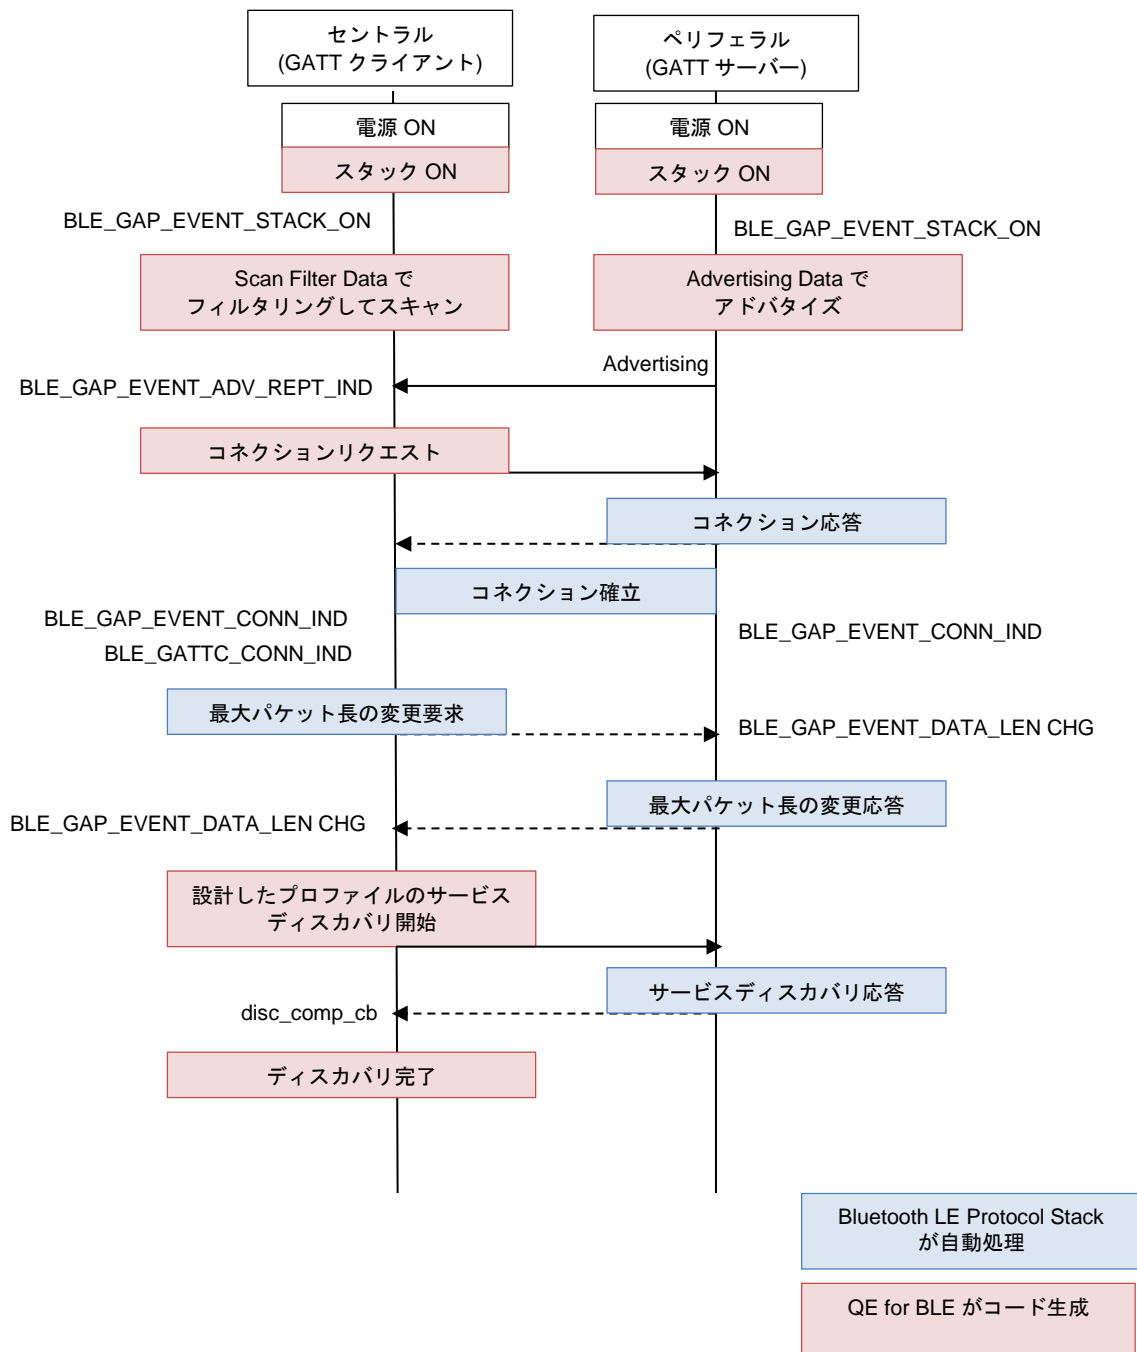 セントラル
(GATT クライアント)
ペリフェラル
(GATT サーバー)
電源 ON
電源 ON
スタック ON
スタック ON
BLE_GAP_EVENT_STACK_ON
BLE_GAP_EVENT_STACK_ON
Scan Filter Data で
フィルタリングしてスキャン
Advertising Data で
アドバタイズ
Advertising
BLE_GAP_EVENT_ADV_REPT_IND
コネクションリクエスト
コネクション応答
コネクション確立
BLE_GAP_EVENT_CONN_IND
BLE_GATTC_CONN_IND
BLE_GAP_EVENT_CONN_IND
最大パケット長の変更要求
BLE_GAP_EVENT_DATA_LEN CHG
最大パケット長の変更応答
BLE_GAP_EVENT_DATA_LEN CHG
設計したプロファイルのサービス
ディスカバリ開始
サービスディスカバリ応答
disc_comp_cb
ディスカバリ完了
Bluetooth LE Protocol Stack
が自動処理
QE for BLE がコード生成